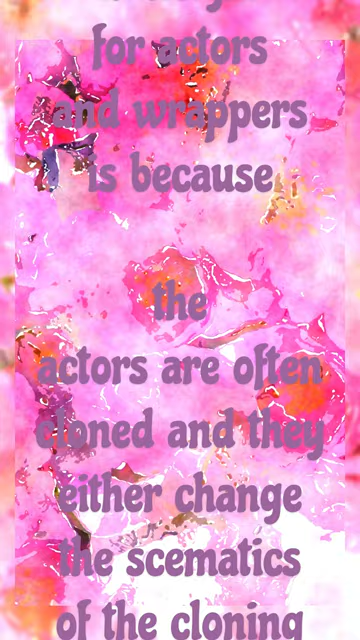 for actors
and wrappers
is because
the
actors are often
cloned and they
either change
the scematics
of the cloning